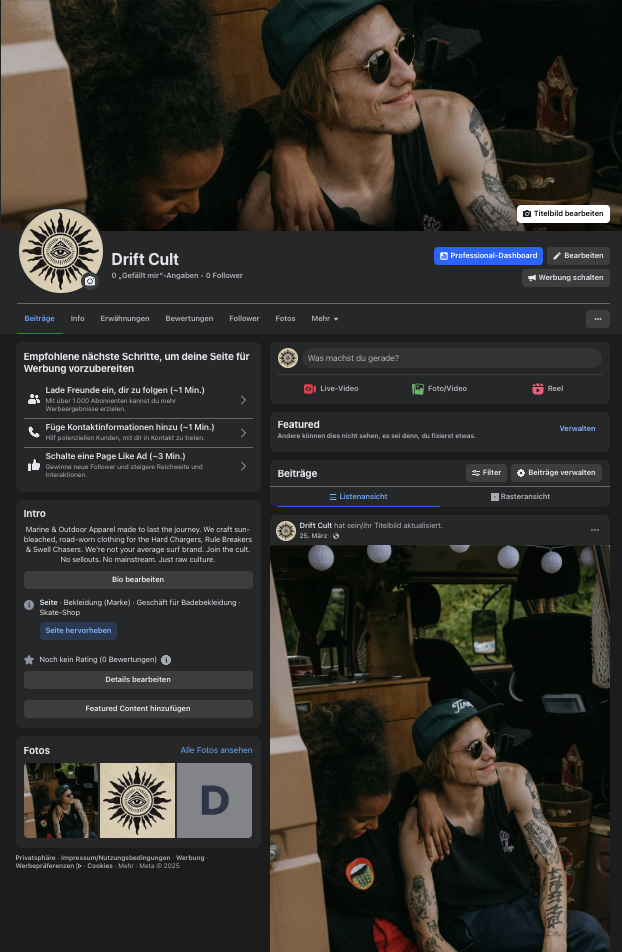 Titelbild bearbeiten
Drift Cult
0 „Gefällt mir“-Angaben • 0 Follower
Professional-Dashboard
Bearbeiten
Werbung schalten
Beiträge
Info
Erwähnungen
Bewertungen
Follower
Fotos
Mehr
Empfohlene nächste Schritte, um deine Seite für
Werbung vorzubereiten
Lade Freunde ein, dir zu folgen (~1 Min.)
Mit über 1.000 Abonnenten kannst du mehr
Werbeergebnisse erzielen.
Füge Kontaktinformationen hinzu (~1 Min.)
Hilf potenziellen Kunden, mit dir in Kontakt zu treten.
Schalte eine Page Like Ad (~3 Min.)
Gewinne neue Follower und steigere Reichweite und
Interaktionen.
Intro
Marine & Outdoor Apparel made to last the journey. We craft sun-
bleached, road-worn clothing for the Hard Chargers, Rule Breakers
& Swell Chasers. We're not your average surf brand. Join the cult.
No sellouts. No mainstream. Just raw culture.
Bio bearbeiten
Seite · Bekleidung (Marke) · Geschäft für Badebekleidung ·
Skate-Shop
Seite hervorheben
Noch kein Rating (0 Bewertungen)
Details bearbeiten
Featured Content hinzufügen
Fotos
Alle Fotos ansehen
D
Privatsphäre · Impressum/Nutzungsbedingungen · Werbung ·
Werbepräferenzen · Cookies · Mehr · Meta © 2025
Was machst du gerade?
Live-Video
Foto/Video
Reel
Featured
Andere können dies nicht sehen, es sei denn, du fixierst etwas.
Verwalten
Beiträge
Filter
Beiträge verwalten
Listenansicht
Rasteransicht
Drift Cult hat sein/ihr Titelbild aktualisiert.
25. März ·